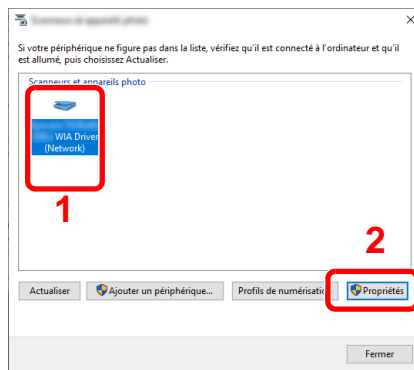 Si votre périphérique ne figure pas dans la liste, vérifiez qu'il est connecté à l'ordinateur et qu'il
est allumé, puis choisissez Actualiser.
Scanneurs et appareils photo
WIA Driver
(Network)
1
2
Actualiser
Ajouter un périphérique...
Profils de numérisatio
Propriétés
Fermer